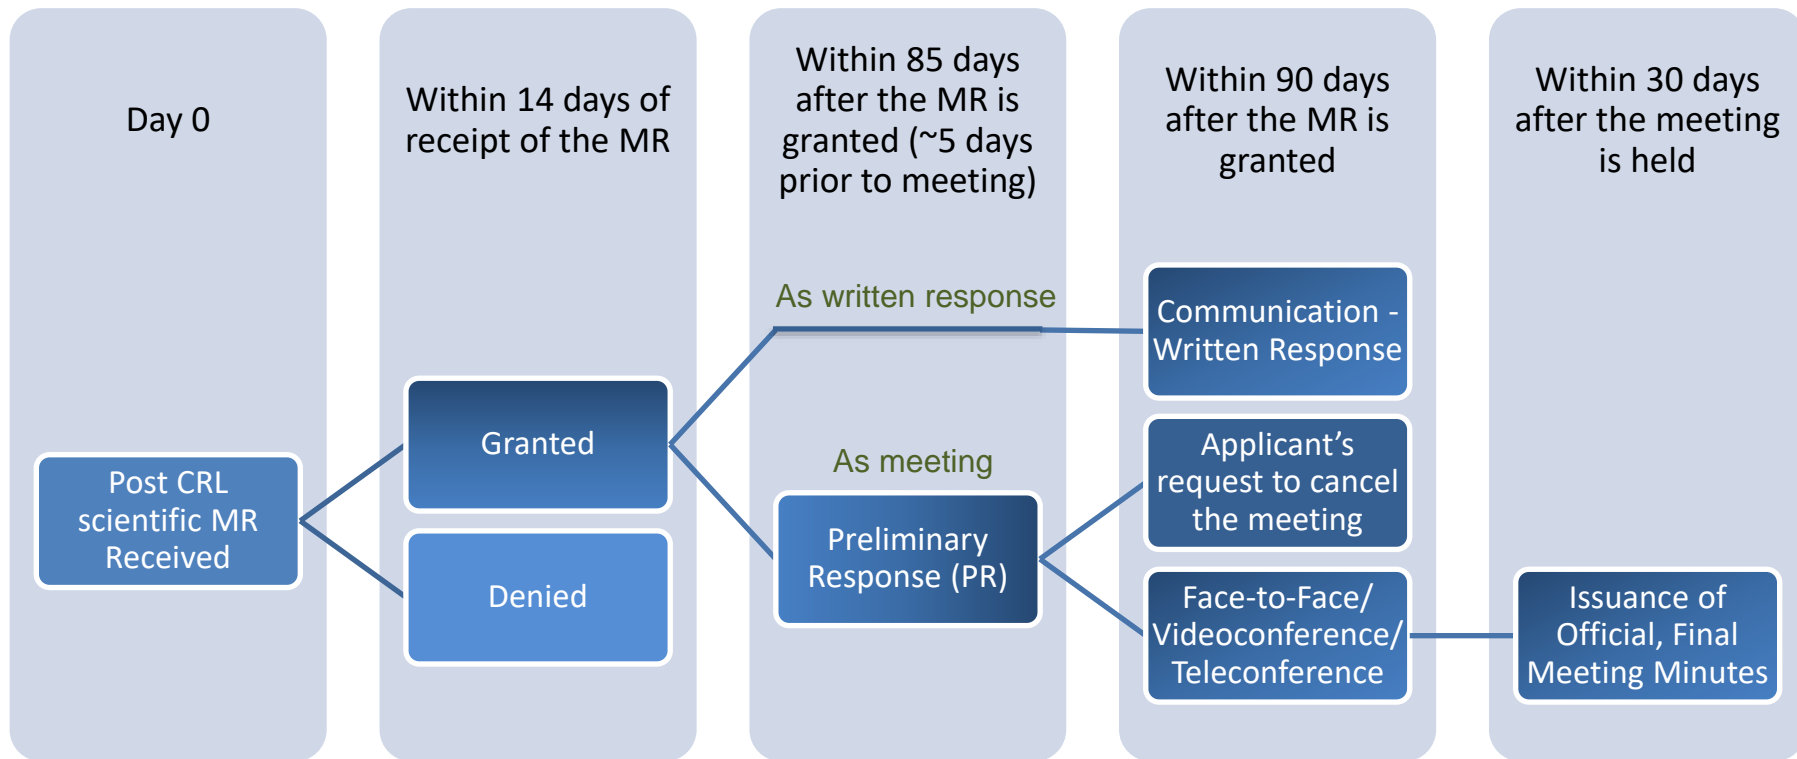 Day 0
Within 14 days of
receipt of the MR
Within 85 days
after the MR is
granted (~5 days
prior to meeting)
Within 90 days
after the MR is
granted
Within 30 days
after the meeting
is held
Post CRL
scientific MR
Received
Granted
Denied
As written response
As meeting
Preliminary
Response (PR)
Communication -
Written Response
Applicant’s
request to cancel
the meeting
Face-to-Face/
Videoconference/
Teleconference
Issuance of
Official, Final
Meeting Minutes